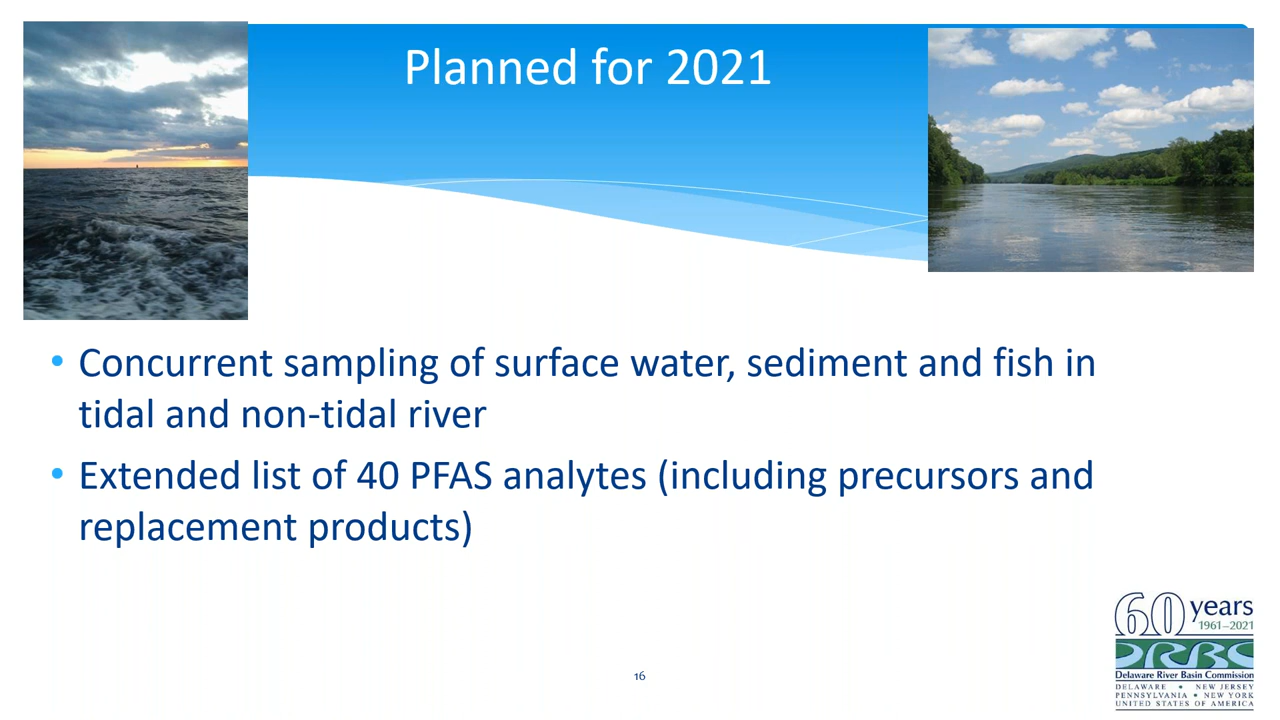 Planned for 2021
• Concurrent sampling of surface water, sediment and fish in
tidal and non-tidal river
• Extended list of 40 PFAS analytes (including precursors and
replacement products)
16
60 years
1961–2021
DRBC
Delaware River Basin Commission
DELAWARE • NEW JERSEY
PENNSYLVANIA • NEW YORK
UNITED STATES OF AMERICA